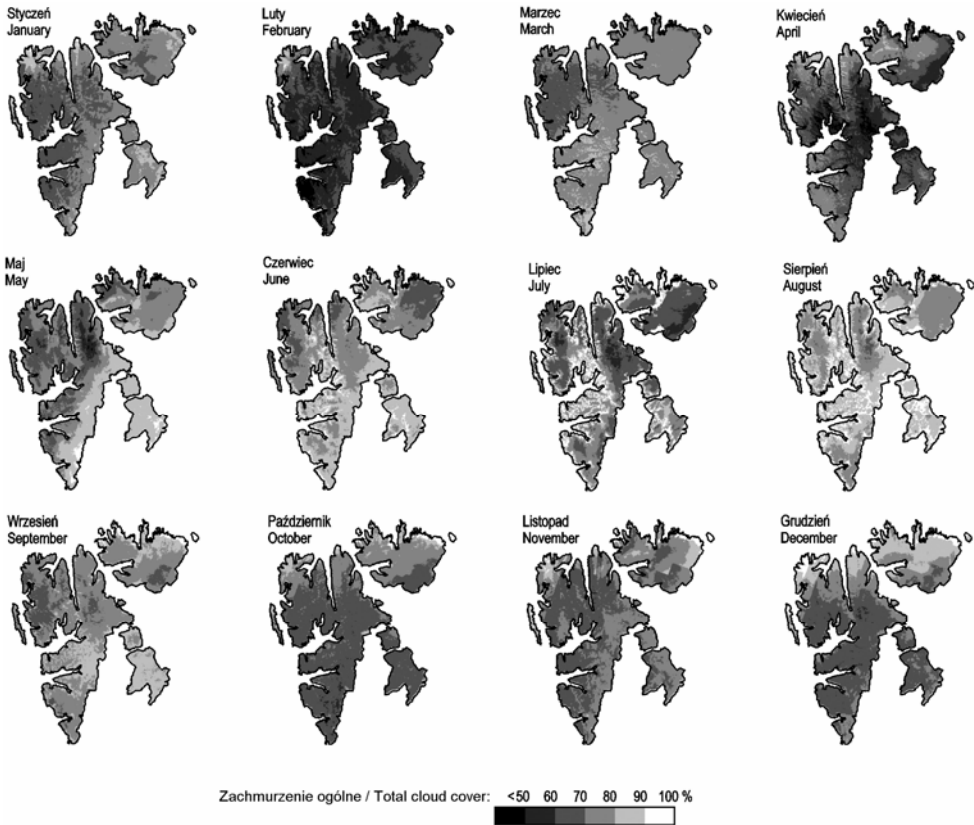 Styczeń
January
Luty
February
Marzec
March
Kwiecień
April
Maj
May
Czerwiec
June
Lipiec
July
Sierpień
August
Wrzesień
September
Październik
October
Listopad
November
Grudzień
December
Zachmurzenie ogólne / Total cloud cover: <50 60 70 80 90 100 %